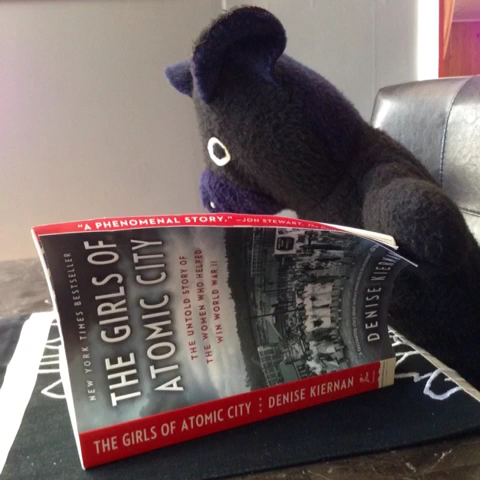 "A PHENOMENAL STORY." —JON STEWART,
NEW YORK TIMES BESTSELLER
THE GIRLS OF
ATOMIC CITY
THE UNTOLD STORY OF
THE WOMEN WHO HELPED
WIN WORLD WAR II
DENISE KIERNAN
THE GIRLS OF ATOMIC CITY : DENISE KIERNAN